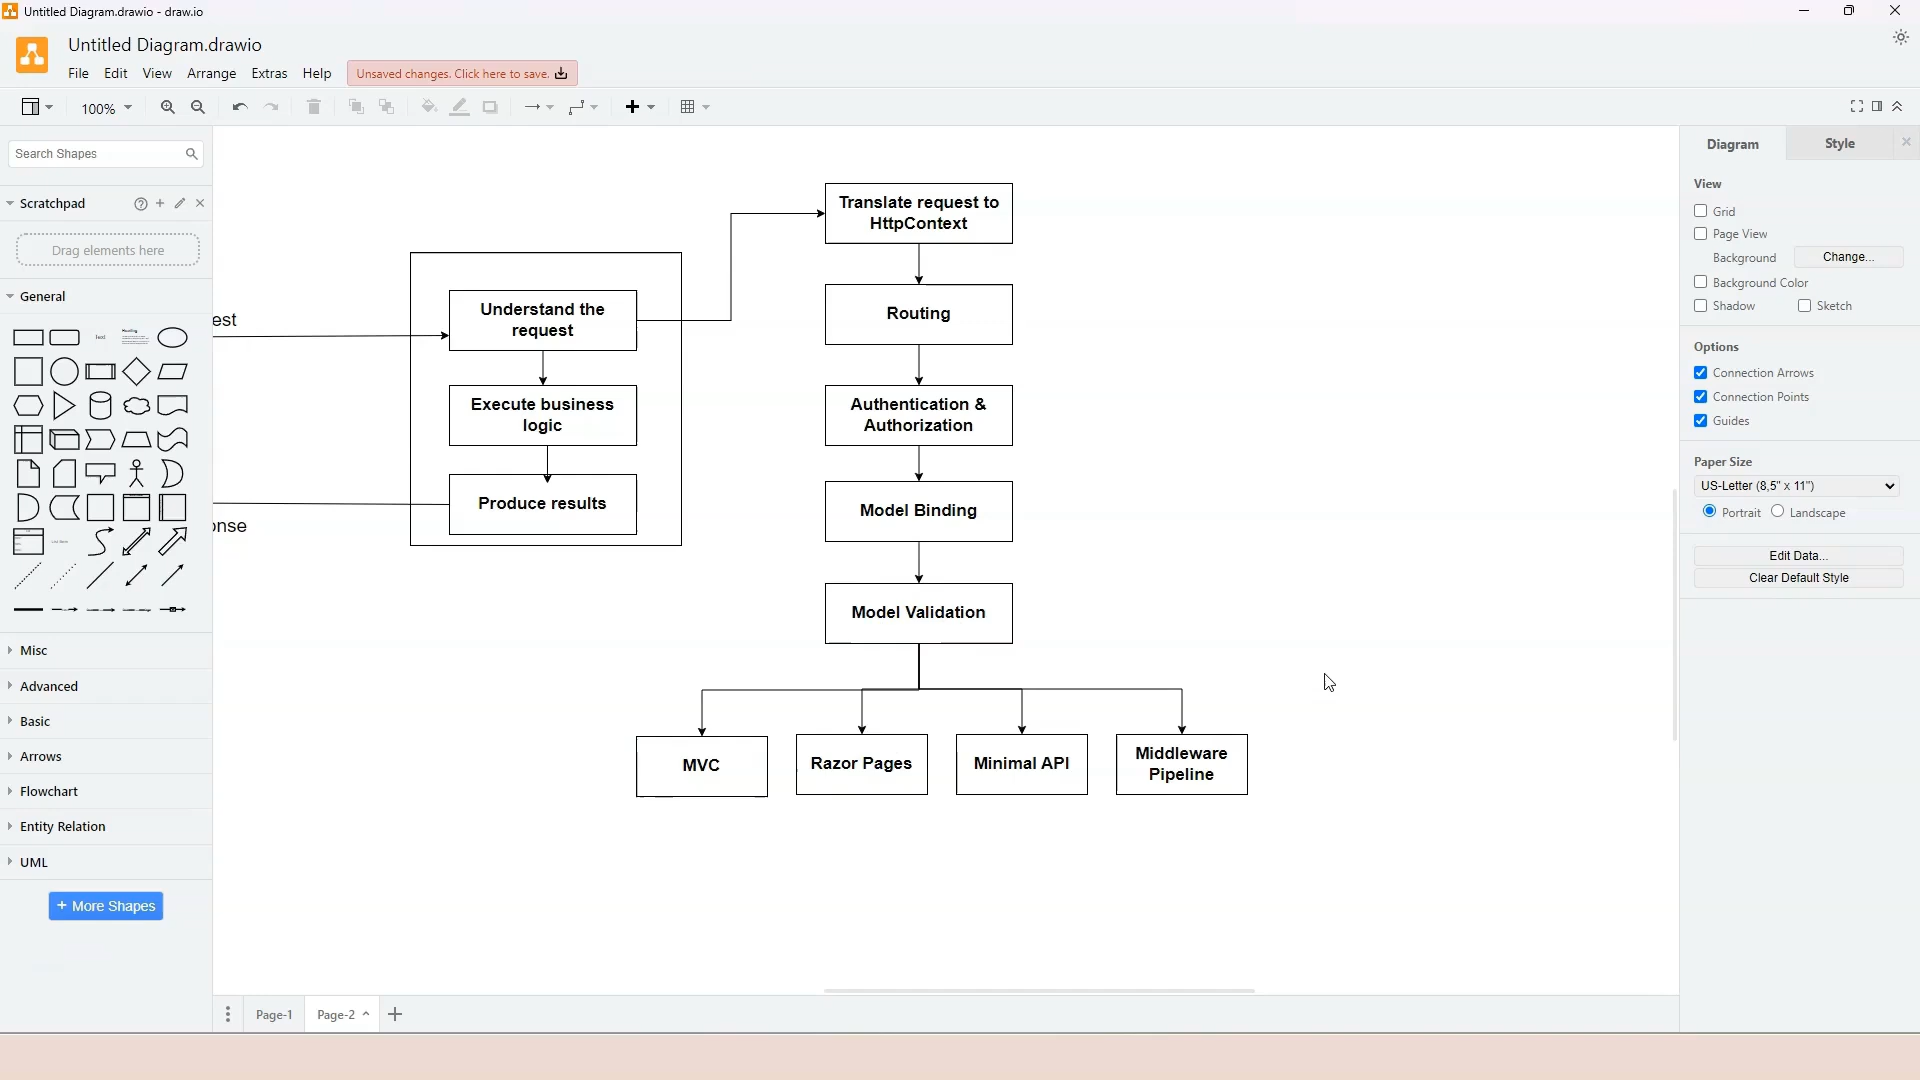 Untitled Diagram.drawio - draw.io
Untitled Diagram.drawio
File Edit View Arrange Extras Help Unsaved changes. Click here to save.
100%
Search Shapes
Scratchpad
Drag elements here
General
Text
Heading
Misc
Advanced
Basic
Arrows
Flowchart
Entity Relation
UML
+ More Shapes
est
onse
Understand the
request
Execute business
logic
Produce results
Translate request to
HttpContext
Routing
Authentication &
Authorization
Model Binding
Model Validation
MVC
Razor Pages
Minimal API
Middleware
Pipeline
Page-1 Page-2
Diagram Style
View
Grid
Page View
Background Change...
Background Color
Shadow Sketch
Options
Connection Arrows
Connection Points
Guides
Paper Size
US-Letter (8,5" x 11")
Portrait Landscape
Edit Data...
Clear Default Style